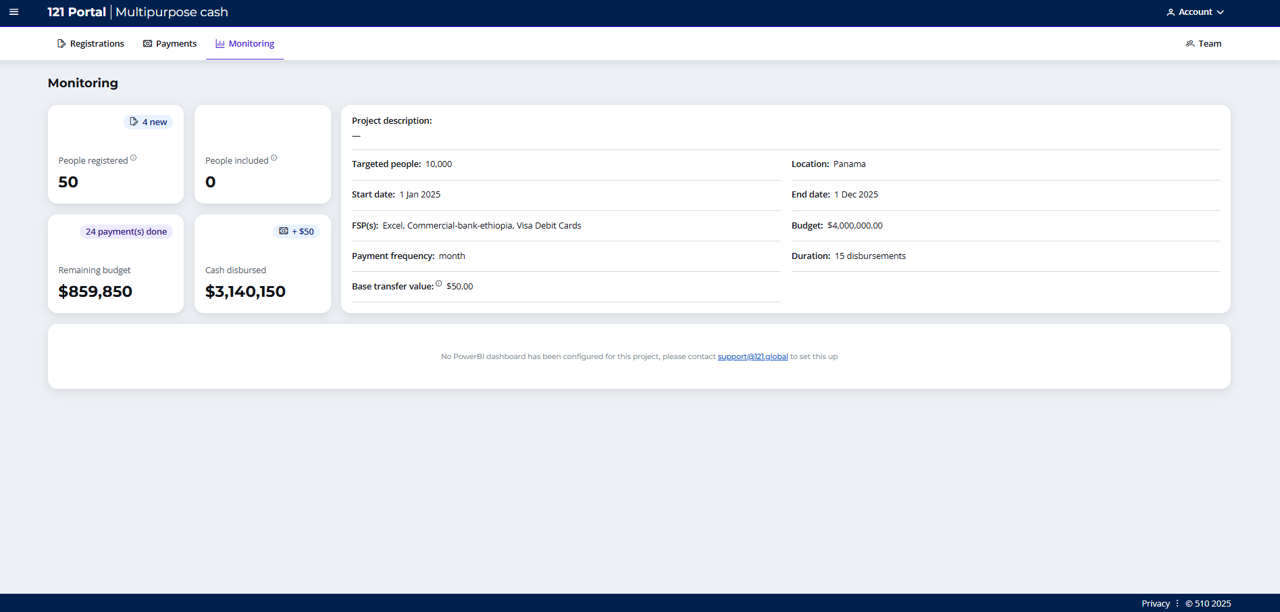 121 Portal | Multipurpose cash
Account
Registrations
Payments
Monitoring
Team
Monitoring
4 new
People registered
50
People included
0
24 payment(s) done
Remaining budget
$859,850
+ $50
Cash disbursed
$3,140,150
Project description:
—
Targeted people: 10,000
Location: Panama
Start date: 1 Jan 2025
End date: 1 Dec 2025
FSP(s): Excel, Commercial-bank-ethiopia, Visa Debit Cards
Budget: $4,000,000.00
Payment frequency: month
Duration: 15 disbursements
Base transfer value: $50.00
No PowerBI dashboard has been configured for this project, please contact support@121.global to set this up
Privacy ⋮ © 510 2025